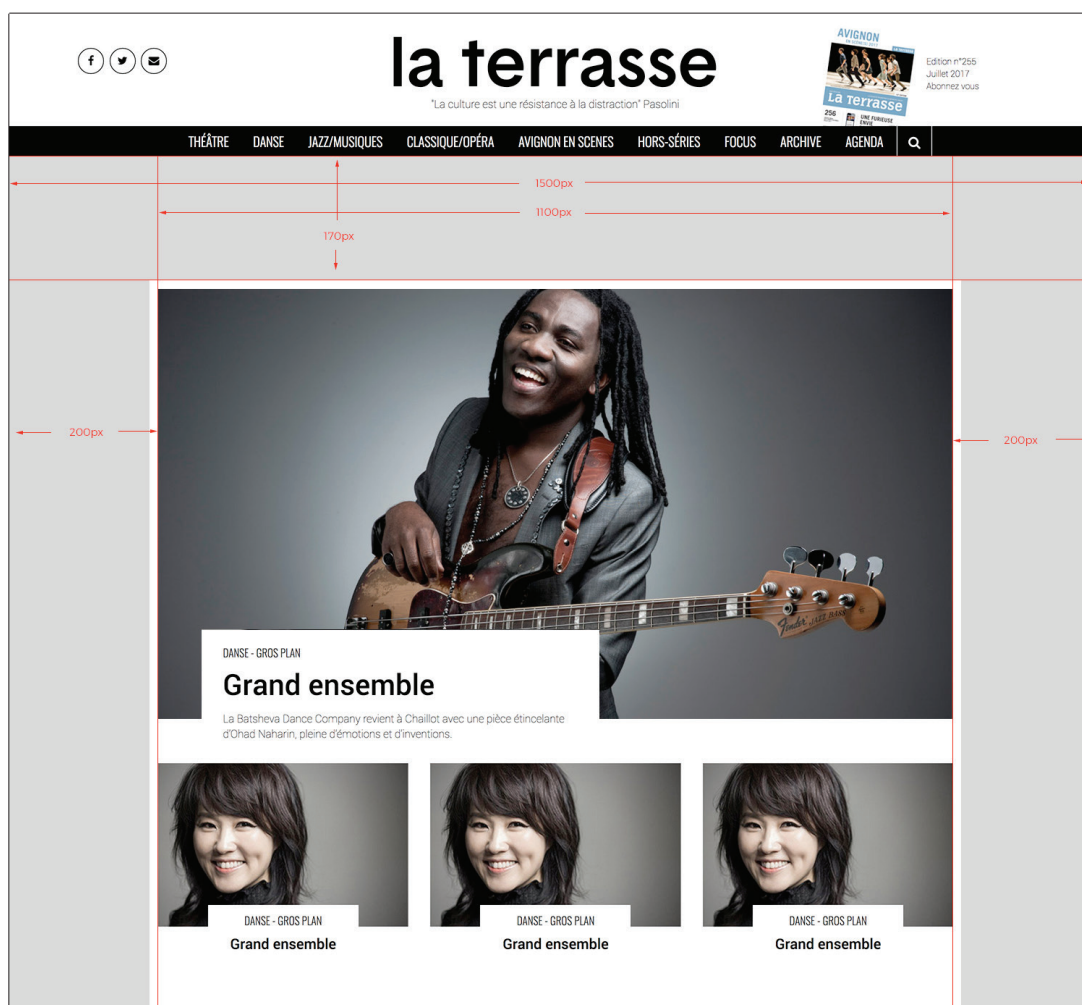 la terrasse
"La culture est une résistance à la distraction" Pasolini
AVIGNON
La Terrasse
256
UNE FURIEUSE
ENVIE
Edition n°255
Juillet 2017
Abonnez vous
THÉÂTRE DANSE JAZZ/MUSIQUES CLASSIQUE/OPÉRA AVIGNON EN SCENES HORS-SÉRIES FOCUS ARCHIVE AGENDA
1500px
1100px
170px
200px
200px
Fender JAZZ BASS
DANSE - GROS PLAN
Grand ensemble
La Batsheva Dance Company revient à Chaillot avec une pièce étincelante
d'Ohad Naharin, pleine d'émotions et d'inventions.
DANSE - GROS PLAN
Grand ensemble
DANSE - GROS PLAN
Grand ensemble
DANSE - GROS PLAN
Grand ensemble